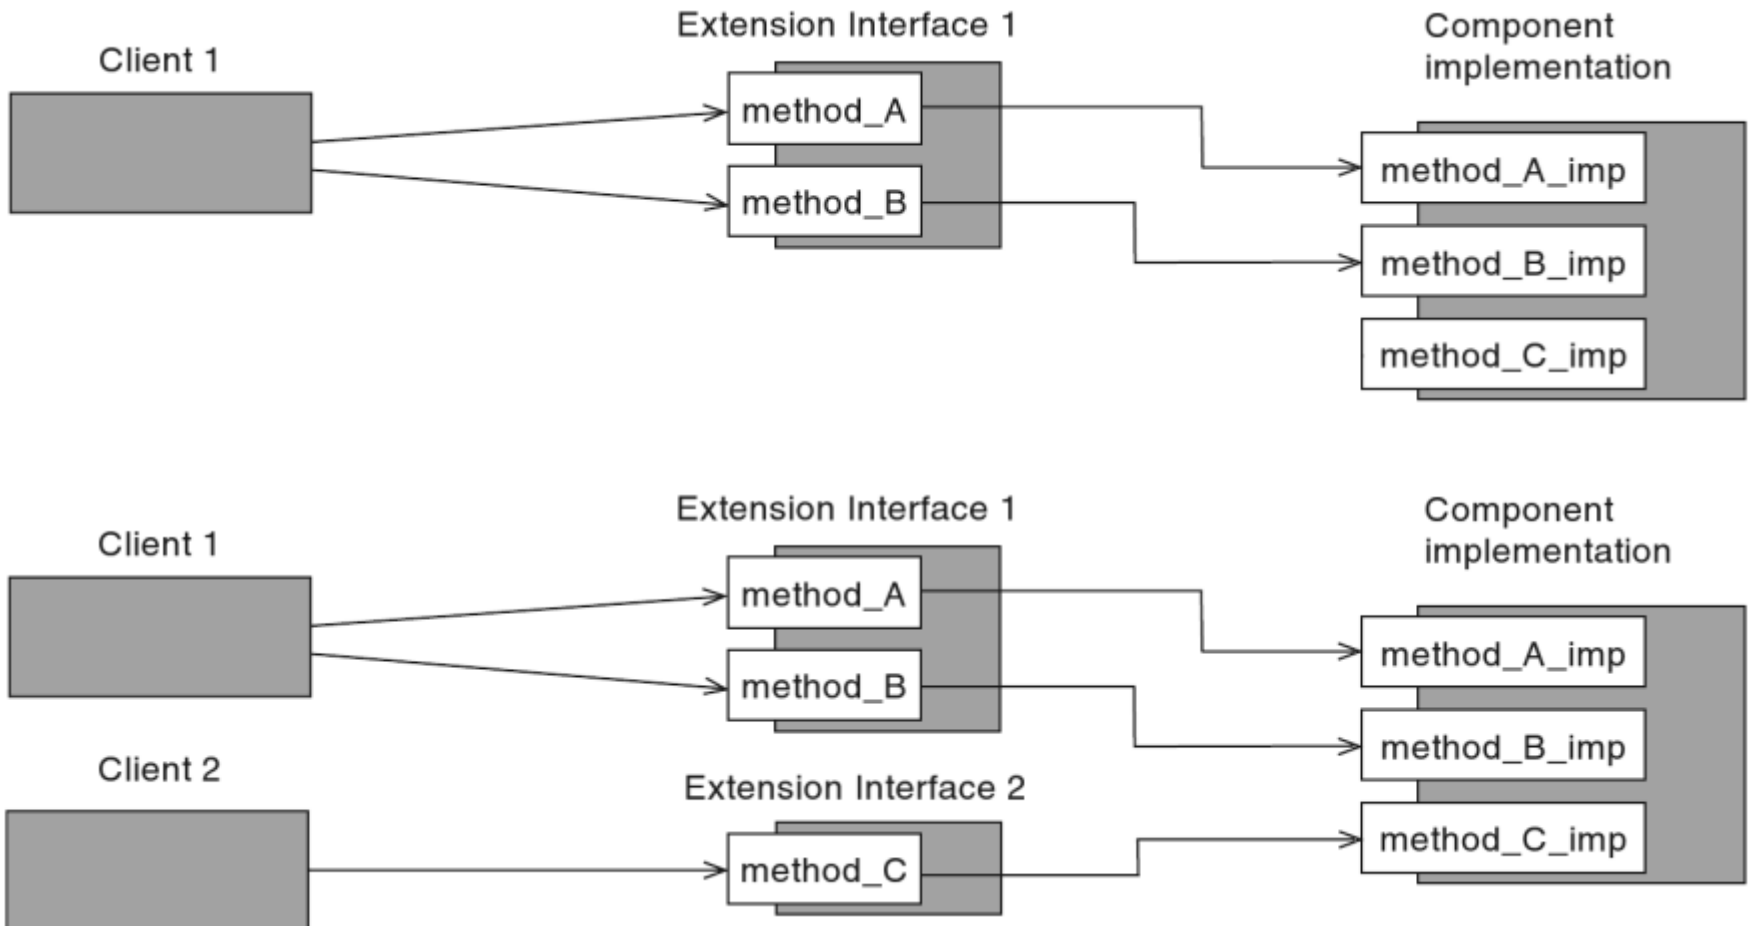 Client 1
Extension Interface 1
Component
implementation
method_A
method_B
method_A_imp
method_B_imp
method_C_imp
Client 1
Extension Interface 1
Component
implementation
method_A
method_B
method_A_imp
method_B_imp
method_C_imp
Client 2
Extension Interface 2
method_C